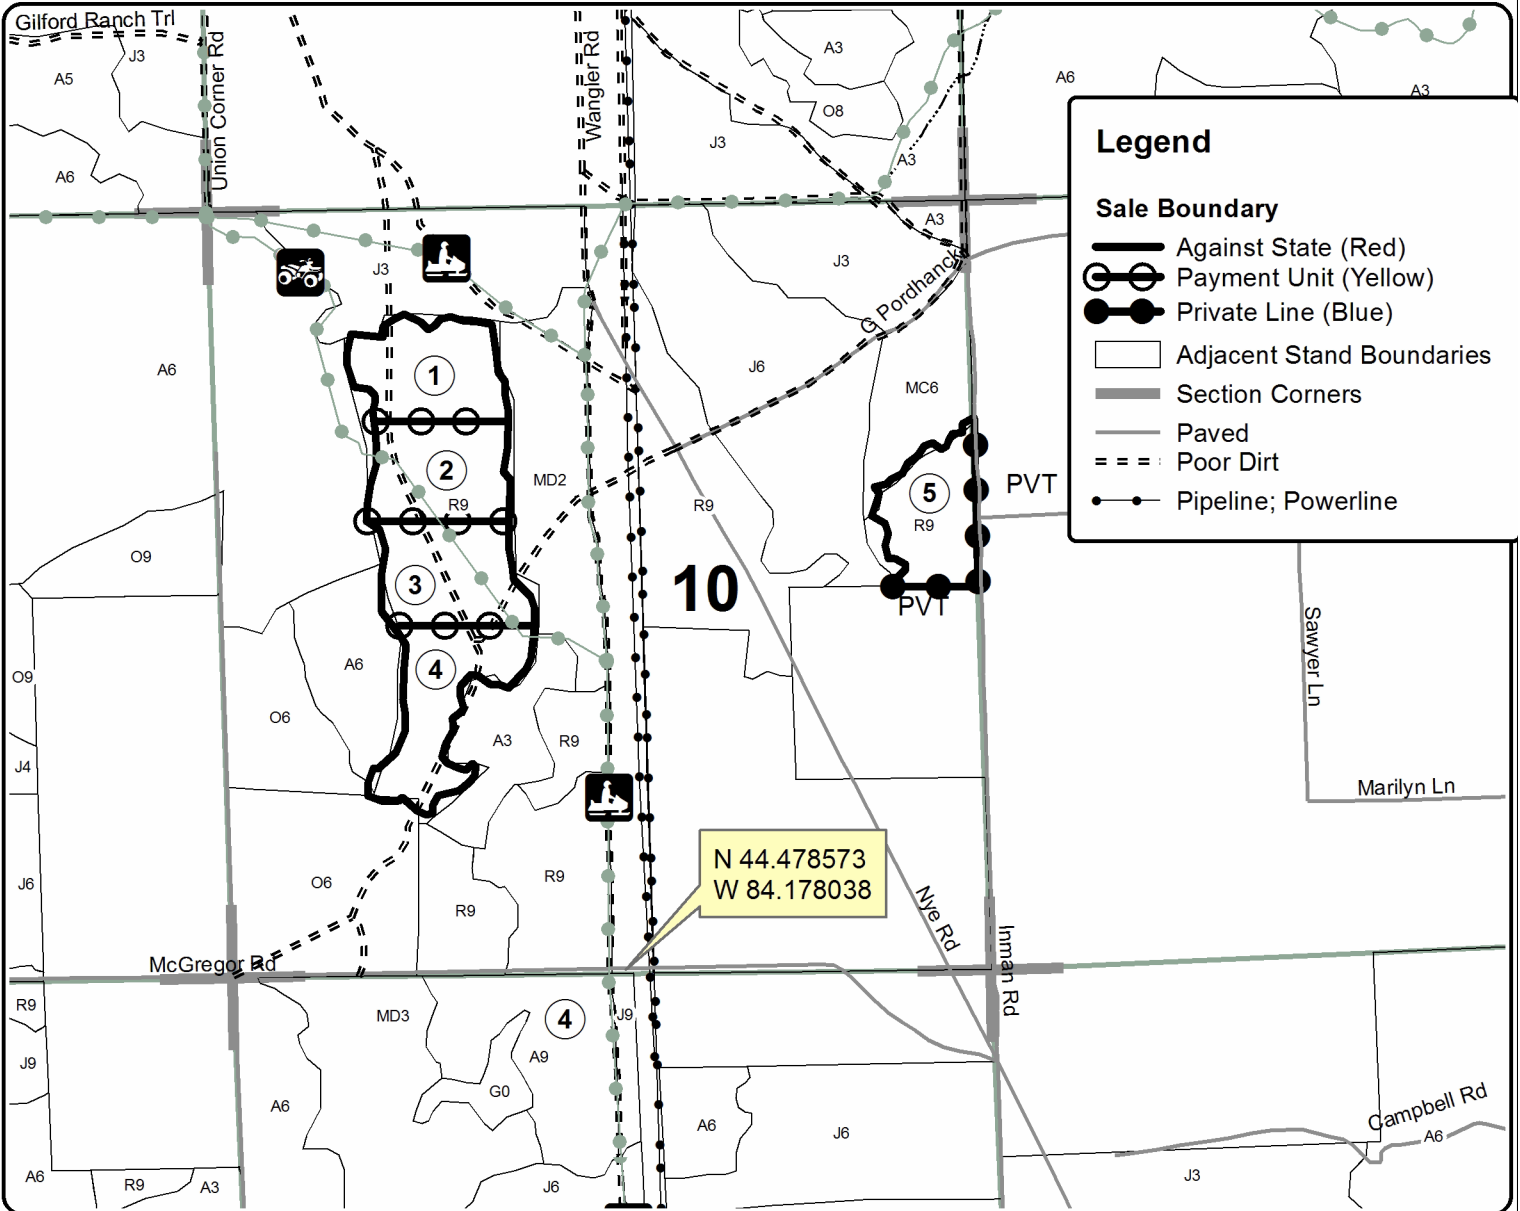 Gilford Ranch Trl
Union Corner Rd
Wangler Rd
J3
A5
A6
A3
O8
J3
A3
A6
A3
A3
J3
J3
G Pordhanck
Legend
Sale Boundary
Against State (Red)
Payment Unit (Yellow)
Private Line (Blue)
Adjacent Stand Boundaries
Section Corners
Paved
Poor Dirt
Pipeline; Powerline
A6
1
J6
MC6
2
MD2
R9
R9
5
R9
PVT
O9
3
10
PVT
Sawyer Ln
O9
A6
4
O6
A3
R9
J4
Marilyn Ln
N 44.478573
W 84.178038
J6
O6
R9
R9
Nye Rd
McGregor Rd
Inman Rd
R9
MD3
4
J9
J9
A9
G0
A6
A6
J6
Campbell Rd
A6
A6
R9
A3
J6
J3